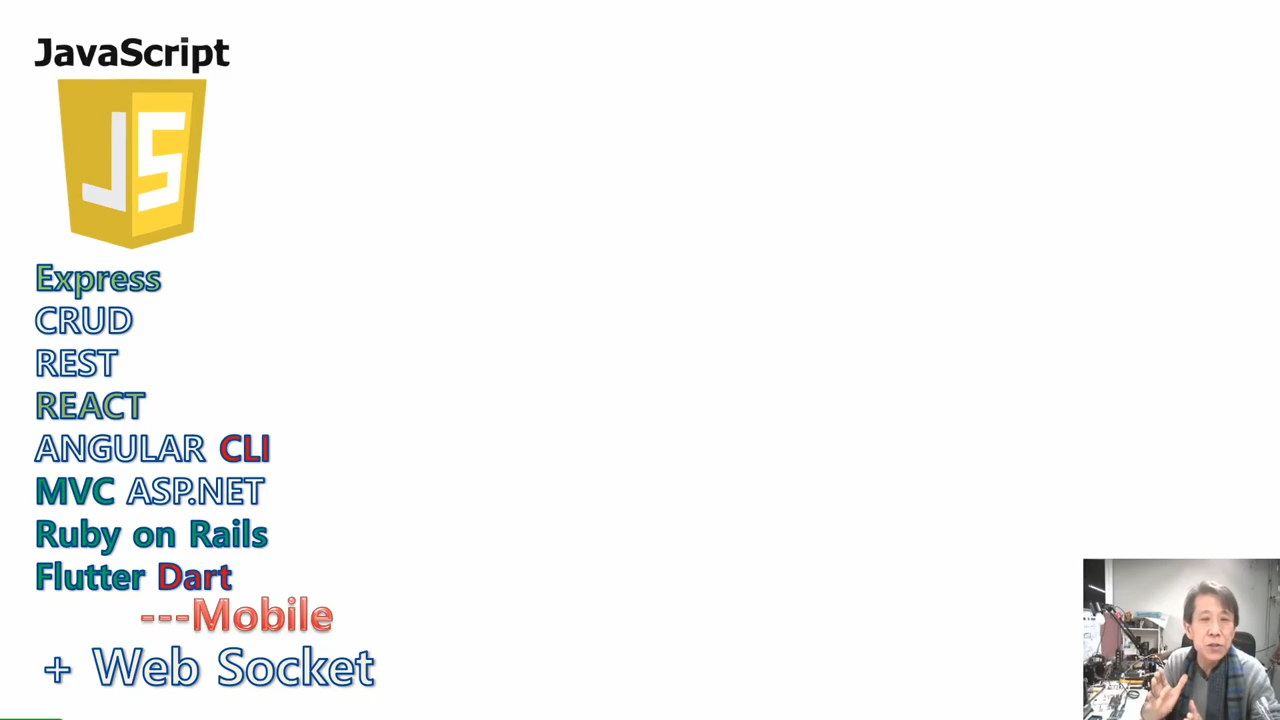 JavaScript
JS
Express
CRUD
REST
REACT
ANGULAR CLI
MVC ASP.NET
Ruby on Rails
Flutter Dart
---Mobile
+ Web Socket